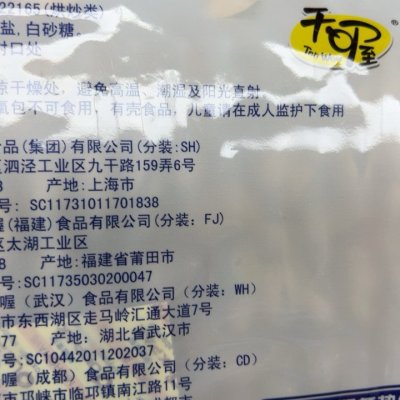 22165(烘炒类)
盐,白砂糖。
封口处
干屋
®
凉干燥处, 避免高温、潮湿及阳光直射
氧包不可食用, 有壳食品, 儿童请在成人监护下食用
食品(集团)有限公司(分装:SH)
区泗泾工业区九干路159弄6号
8 产地:上海市
号: SC11731011701838
喔(福建)食品有限公司(分装: FJ)
区太湖工业区
8 产地:福建省莆田市
号:SC11735030200047
喔 (武汉) 食品有限公司 (分装: WH)
市东西湖区走马岭汇通大道7号
77 产地: 湖北省武汉市
号:SC10442011202037
喔 (成都) 食品有限公司 (分装: CD)
市邛崃市临邛镇南江路11号